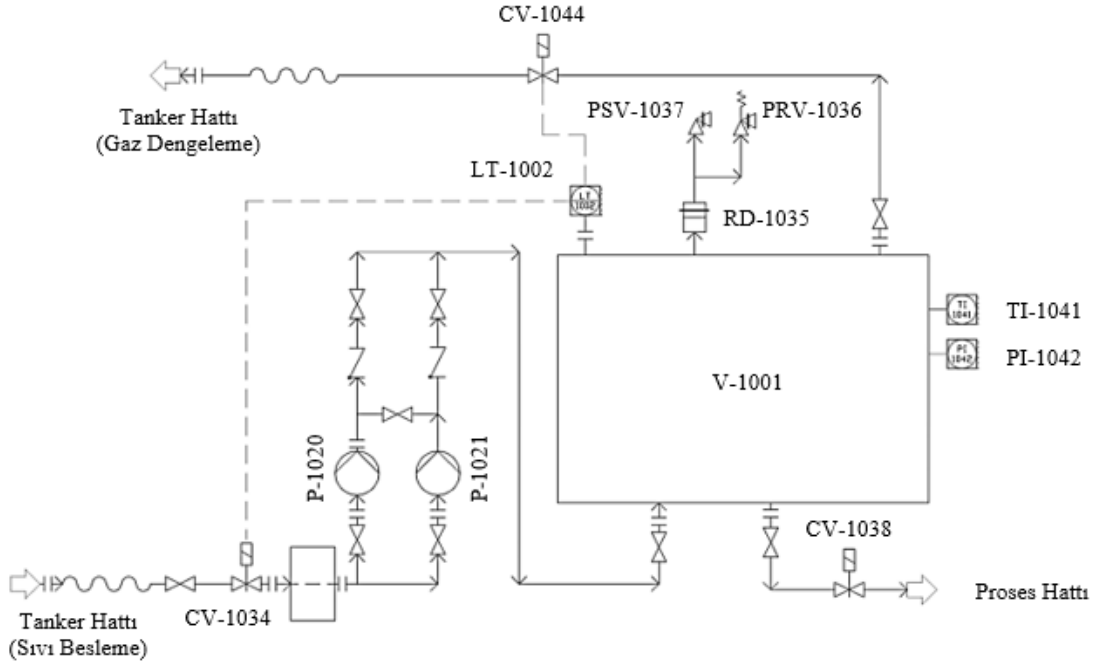 CV-1044
Tanker Hattı
(Gaz Dengeleme)
PSV-1037
PRV-1036
LT-1002
LT
1002
RD-1035
TI
1041
TI-1041
PI
1042
PI-1042
V-1001
P-1020
P-1021
CV-1038
CV-1034
Proses Hattı
Tanker Hattı
(Sıvı Besleme)